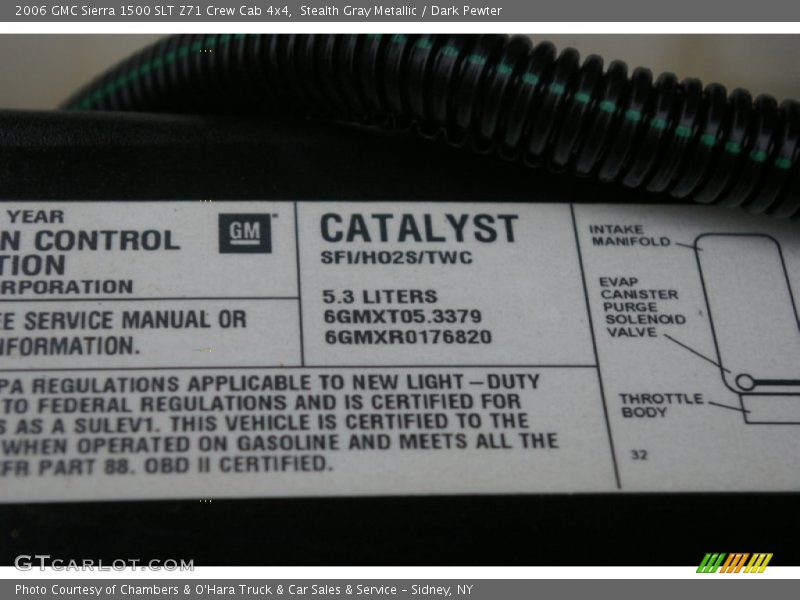 2006 GMC Sierra 1500 SLT Z71 Crew Cab 4x4, Stealth Gray Metallic / Dark Pewter
YEAR
N CONTROL
TION
RPORATION
GM
EE SERVICE MANUAL OR
NFORMATION.
CATALYST
SFI/HO2S/TWC
5.3 LITERS
6GMXT05.3379
6GMXR0176820
INTAKE
MANIFOLD
EVAP
CANISTER
PURGE
SOLENOID
VALVE
THROTTLE
BODY
32
PA REGULATIONS APPLICABLE TO NEW LIGHT-DUTY
TO FEDERAL REGULATIONS AND IS CERTIFIED FOR
S AS A SULEV1. THIS VEHICLE IS CERTIFIED TO THE
WHEN OPERATED ON GASOLINE AND MEETS ALL THE
FR PART 88. OBD II CERTIFIED.
GTCARLOT.COM
Photo Courtesy of Chambers & O'Hara Truck & Car Sales & Service - Sidney, NY